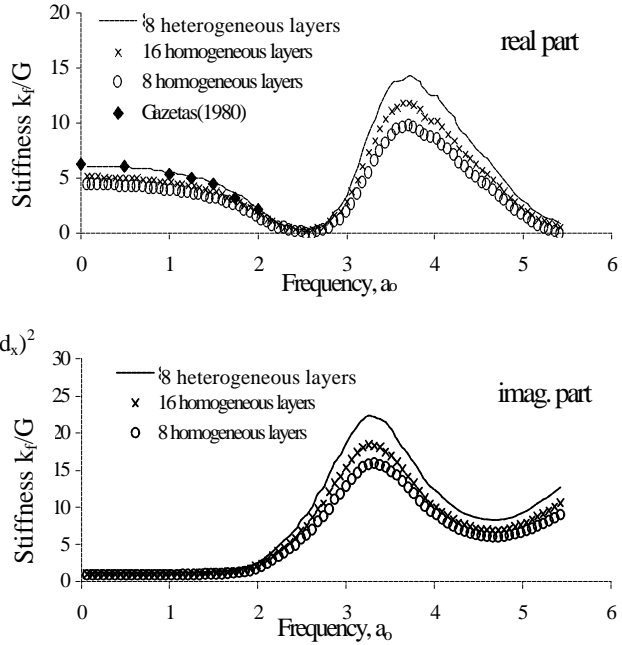 20
15
10
5
0
Stiffness k_f/G
8 heterogeneous layers
16 homogeneous layers
8 homogeneous layers
Gazetas(1980)
real part
0 1 2 3 4 5 6
Frequency, a_o
d_x)^2
30
25
20
15
10
5
0
Stiffness k_f/G
8 heterogeneous layers
16 homogeneous layers
8 homogeneous layers
imag. part
0 1 2 3 4 5 6
Frequency, a_o